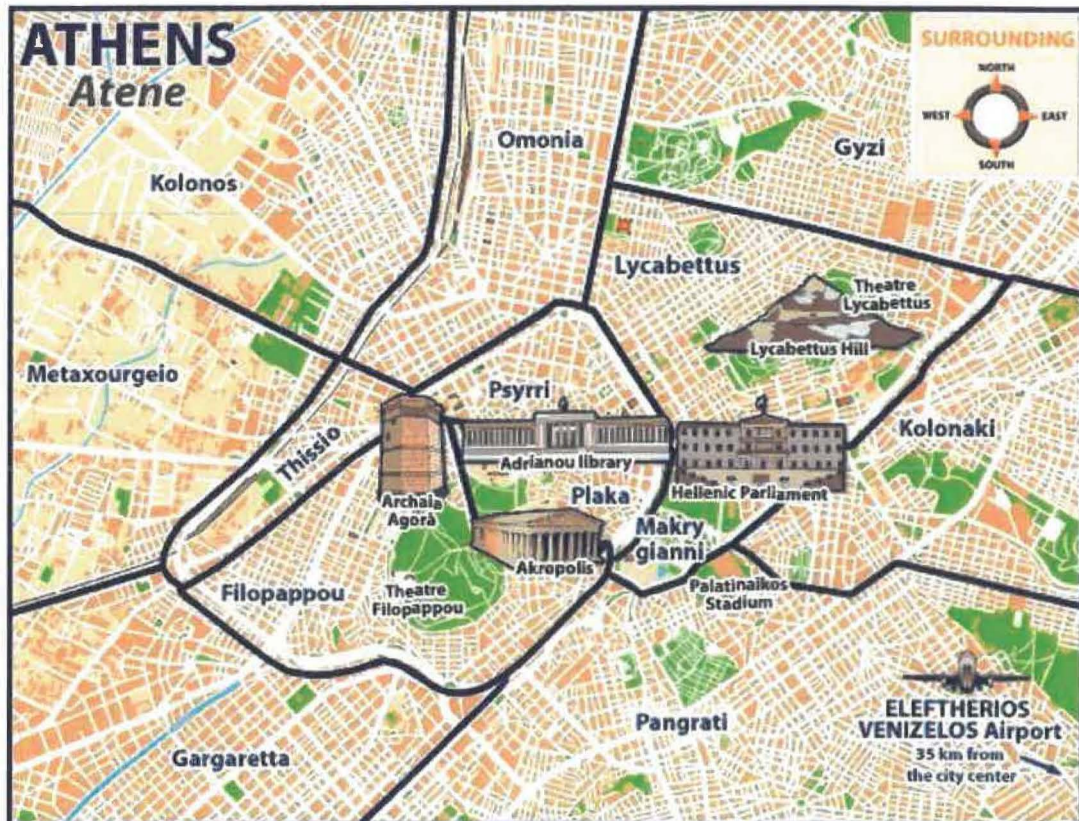 ATHENS
Atene
SURROUNDING
NORTH
WEST
EAST
SOUTH
Omonia
Gyzi
Kolonos
Lycabettus
Theatre
Lycabettus
Lycabettus Hill
Metaxourgeio
Psyrri
Kolonaki
Thissio
Adrianou library
Hellenic Parliament
Archaia
Agorà
Plaka
Makry
gianni
Akropolis
Filopappou
Theatre
Filopappou
Palatinaikos
Stadium
Pangrati
Gargaretta
ELEFTHERIOS
VENIZELOS Airport
35 km from
the city center